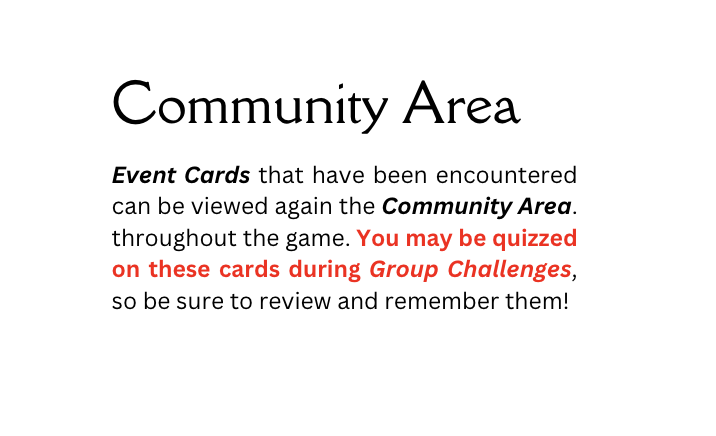 Community Area
Event Cards that have been encountered
can be viewed again the Community Area.
throughout the game. You may be quizzed
on these cards during Group Challenges,
so be sure to review and remember them!